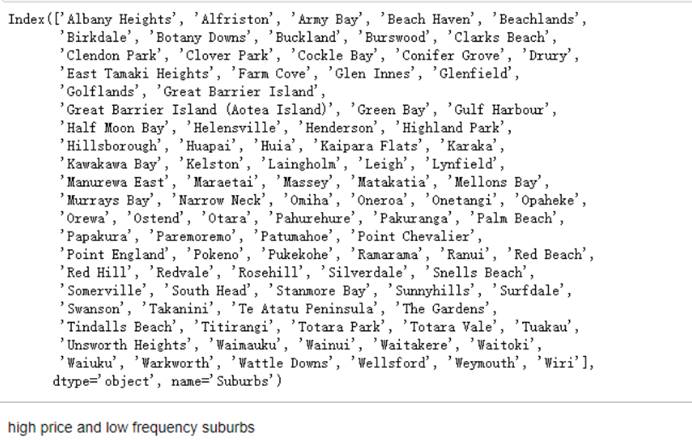 Index(['Albany Heights', 'Alfriston', 'Army Bay', 'Beach Haven', 'Beachlands',
'Birkdale', 'Botany Downs', 'Buckland', 'Burswood', 'Clarks Beach',
'Clendon Park', 'Clover Park', 'Cockle Bay', 'Conifer Grove', 'Drury',
'East Tamaki Heights', 'Farm Cove', 'Glen Innes', 'Glenfield',
'Golflands', 'Great Barrier Island',
'Great Barrier Island (Aotea Island)', 'Green Bay', 'Gulf Harbour',
'Half Moon Bay', 'Helensville', 'Henderson', 'Highland Park',
'Hillsborough', 'Huapai', 'Huia', 'Kaipara Flats', 'Karaka',
'Kawakawa Bay', 'Kelston', 'Laingholm', 'Leigh', 'Lynfield',
'Manurewa East', 'Maraetai', 'Massey', 'Matakatia', 'Mellons Bay',
'Murrays Bay', 'Narrow Neck', 'Omiha', 'Oneroa', 'Onetangi', 'Opaheke',
'Orewa', 'Ostend', 'Otara', 'Pahurehure', 'Pakuranga', 'Palm Beach',
'Papakura', 'Paremoremo', 'Patumahoe', 'Point Chevalier',
'Point England', 'Pokeno', 'Pukekohe', 'Ramarama', 'Ranui', 'Red Beach',
'Red Hill', 'Redvale', 'Rosehill', 'Silverdale', 'Snells Beach',
'Somerville', 'South Head', 'Stanmore Bay', 'Sunnyhills', 'Surfdale',
'Swanson', 'Takanini', 'Te Atatu Peninsula', 'The Gardens',
'Tindalls Beach', 'Titirangi', 'Totara Park', 'Totara Vale', 'Tuakau',
'Unsworth Heights', 'Waimauku', 'Wainui', 'Waitakere', 'Waitoki',
'Waiuku', 'Warkworth', 'Wattle Downs', 'Wellsford', 'Weymouth', 'Wiri'],
dtype='object', name='Suburbs')
high price and low frequency suburbs